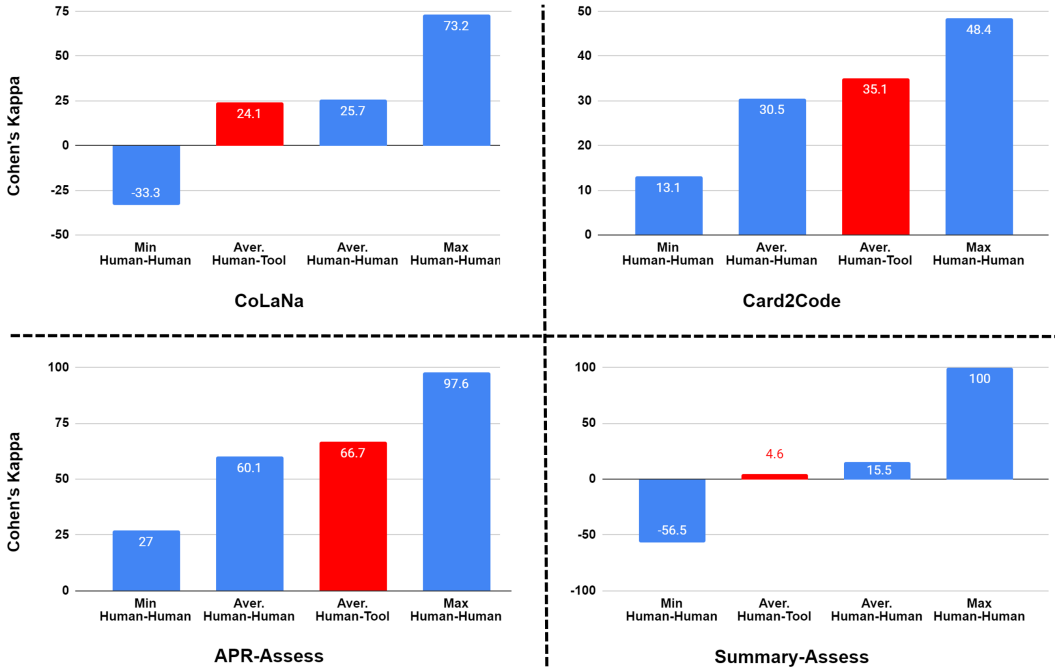 Cohen's Kappa
75
50
25
0
-25
-50
-33.3
24.1
25.7
73.2
Min Human-Human
Aver. Human-Tool
Aver. Human-Human
Max Human-Human
CoLaNa
50
40
30
20
10
0
13.1
30.5
35.1
48.4
Min Human-Human
Aver. Human-Human
Aver. Human-Tool
Max Human-Human
Card2Code
Cohen's Kappa
100
75
50
25
0
27
60.1
66.7
97.6
Min Human-Human
Aver. Human-Human
Aver. Human-Tool
Max Human-Human
APR-Assess
100
50
0
-50
-100
-56.5
4.6
15.5
100
Min Human-Human
Aver. Human-Tool
Aver. Human-Human
Max Human-Human
Summary-Assess